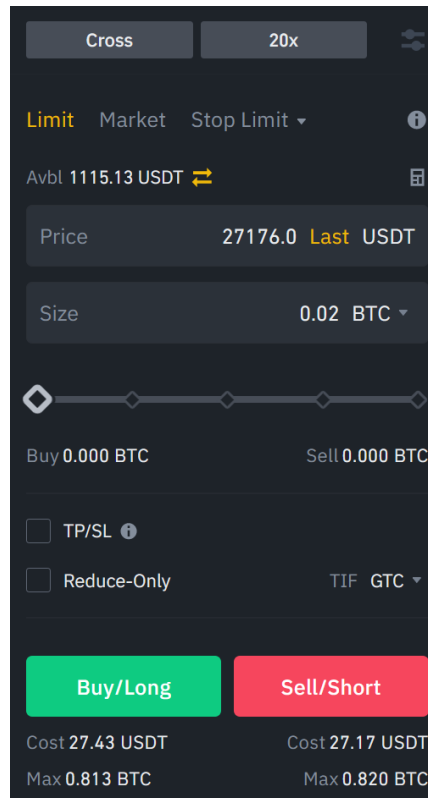 Cross 20x
Limit Market Stop Limit
Avbl 1115.13 USDT
Price 27176.0 Last USDT
Size 0.02 BTC
Buy 0.000 BTC Sell 0.000 BTC
TP/SL
Reduce-Only TIF GTC
Buy/Long Sell/Short
Cost 27.43 USDT Cost 27.17 USDT
Max 0.813 BTC Max 0.820 BTC